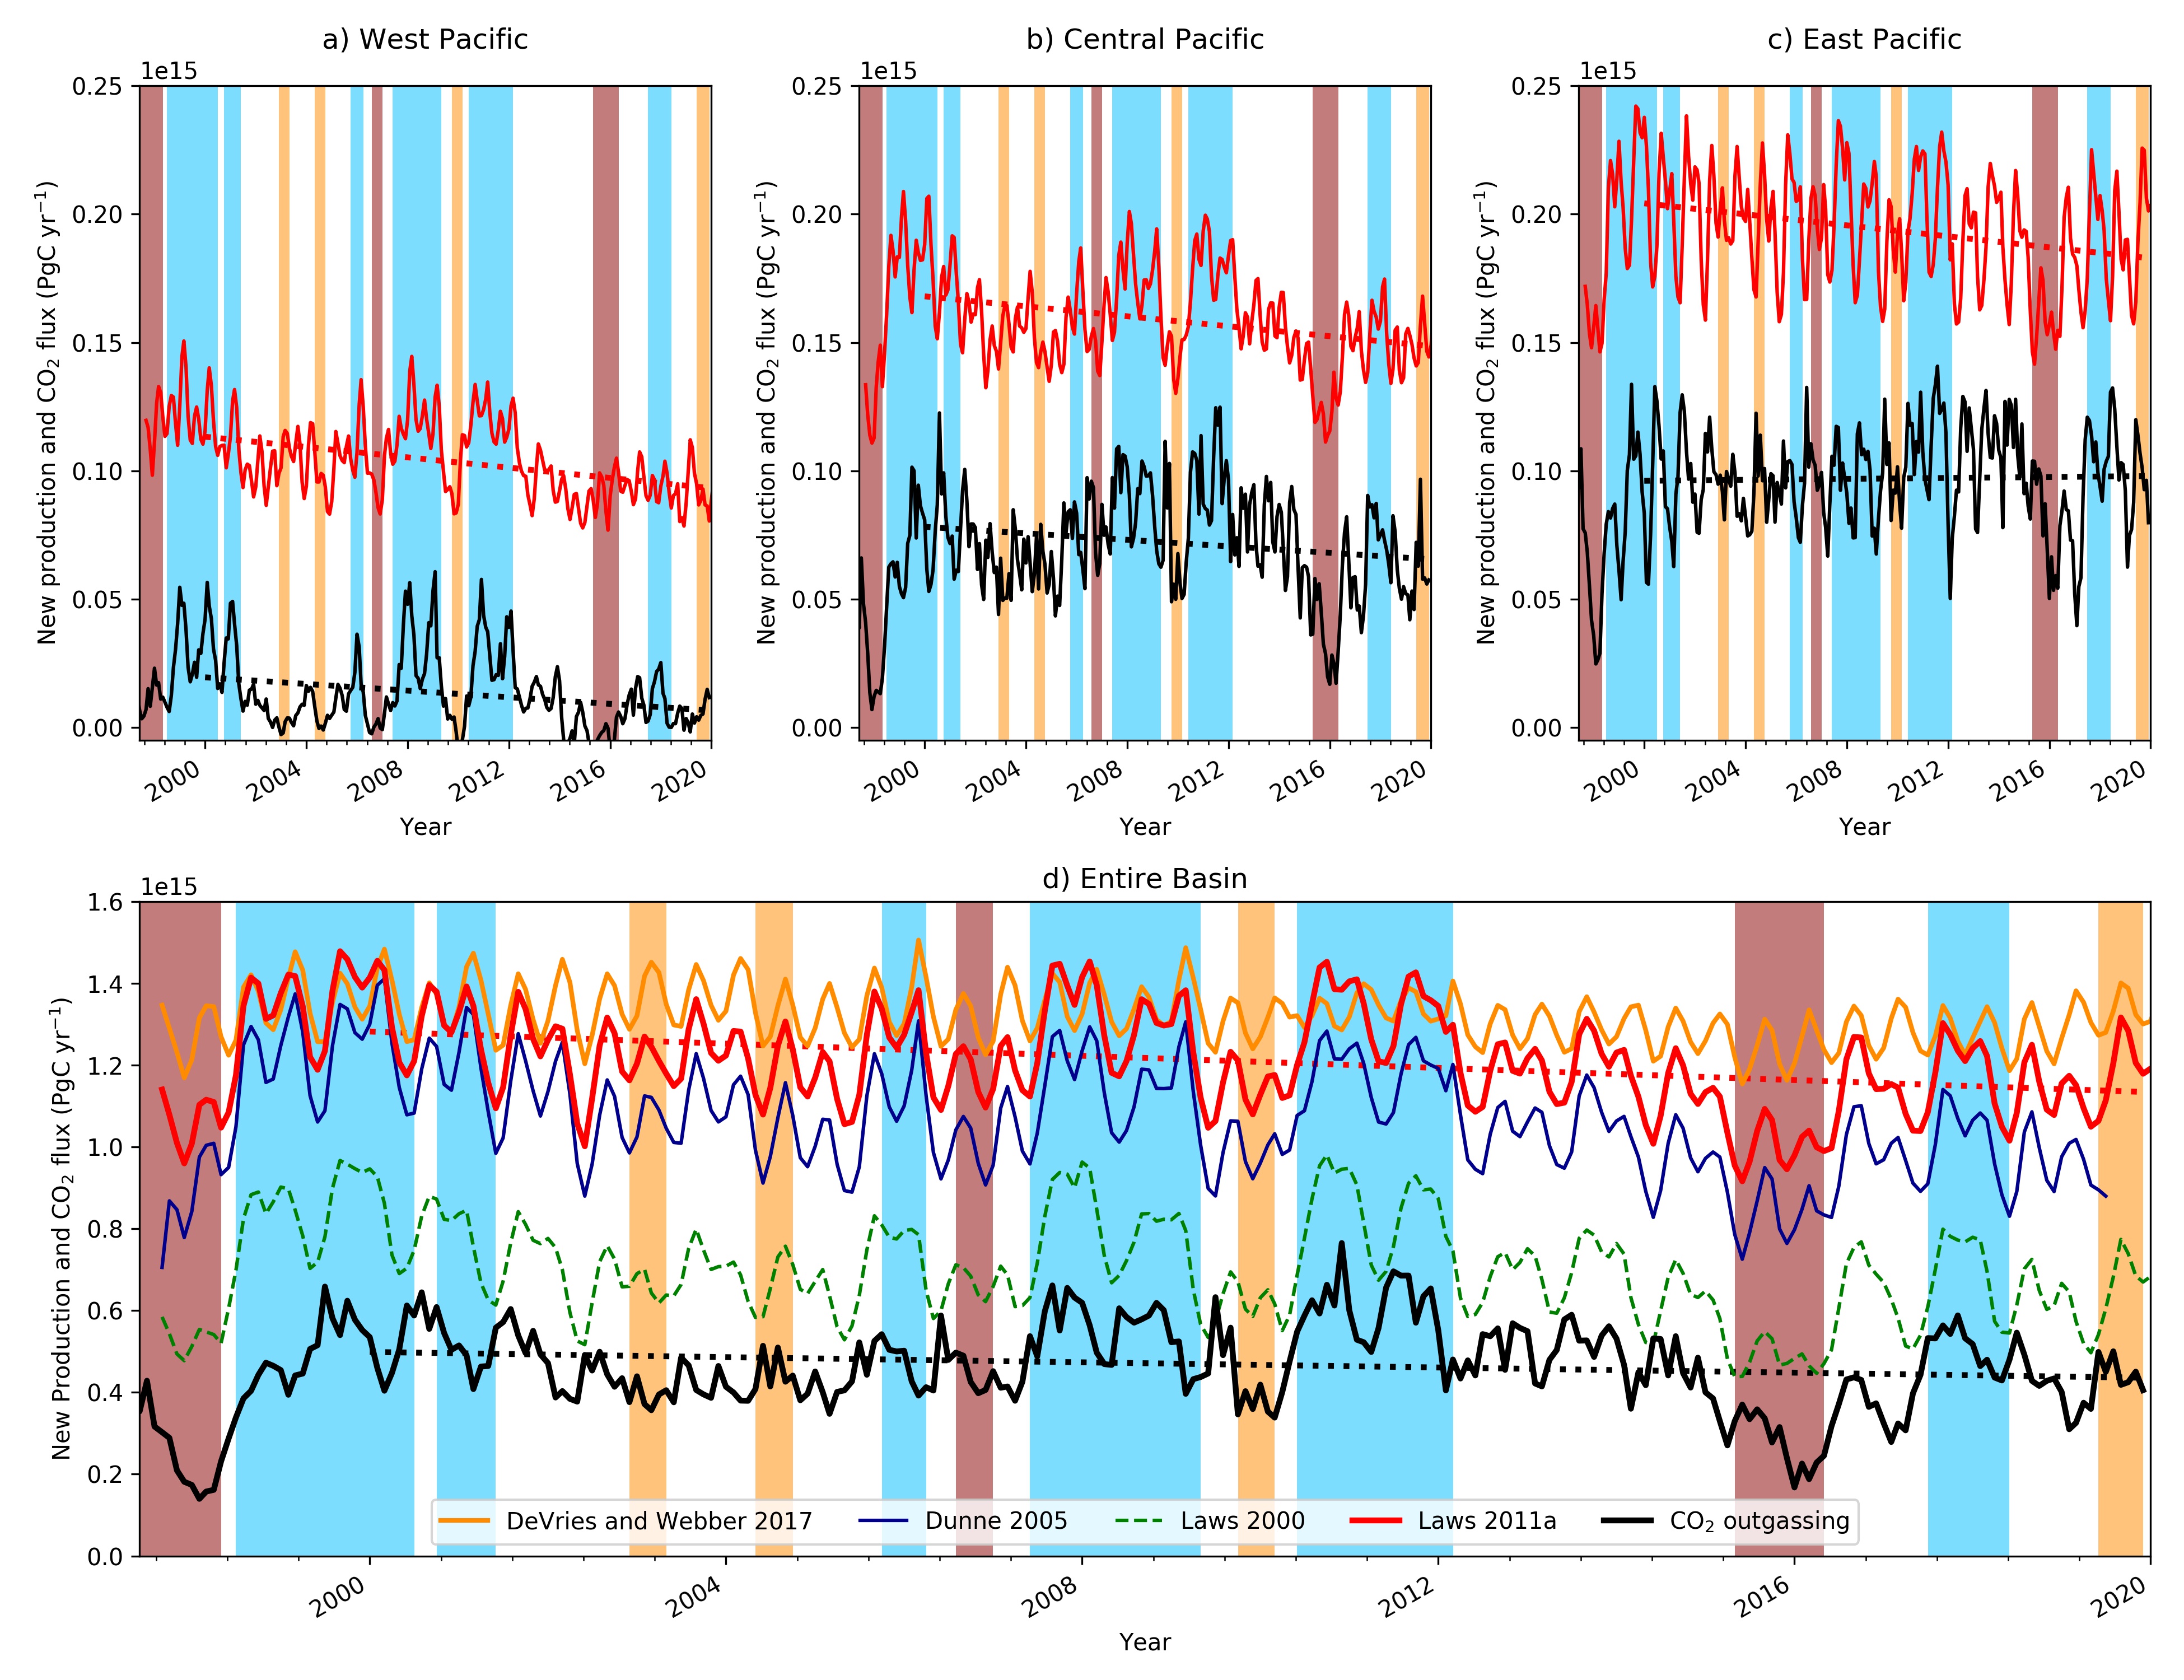 a) West Pacific
b) Central Pacific
c) East Pacific
1e15
1e15
1e15
New production and CO₂ flux (PgC yr⁻¹)
0.25
0.20
0.15
0.10
0.05
0.00
2000
2004
2008
2012
2016
2020
Year
New production and CO₂ flux (PgC yr⁻¹)
0.25
0.20
0.15
0.10
0.05
0.00
2000
2004
2008
2012
2016
2020
Year
New production and CO₂ flux (PgC yr⁻¹)
0.25
0.20
0.15
0.10
0.05
0.00
2000
2004
2008
2012
2016
2020
Year
d) Entire Basin
1e15
New Production and CO₂ flux (PgC yr⁻¹)
1.6
1.4
1.2
1.0
0.8
0.6
0.4
0.2
0.0
DeVries and Webber 2017
Dunne 2005
Laws 2000
Laws 2011a
CO₂ outgassing
2000
2004
2008
2012
2016
2020
Year